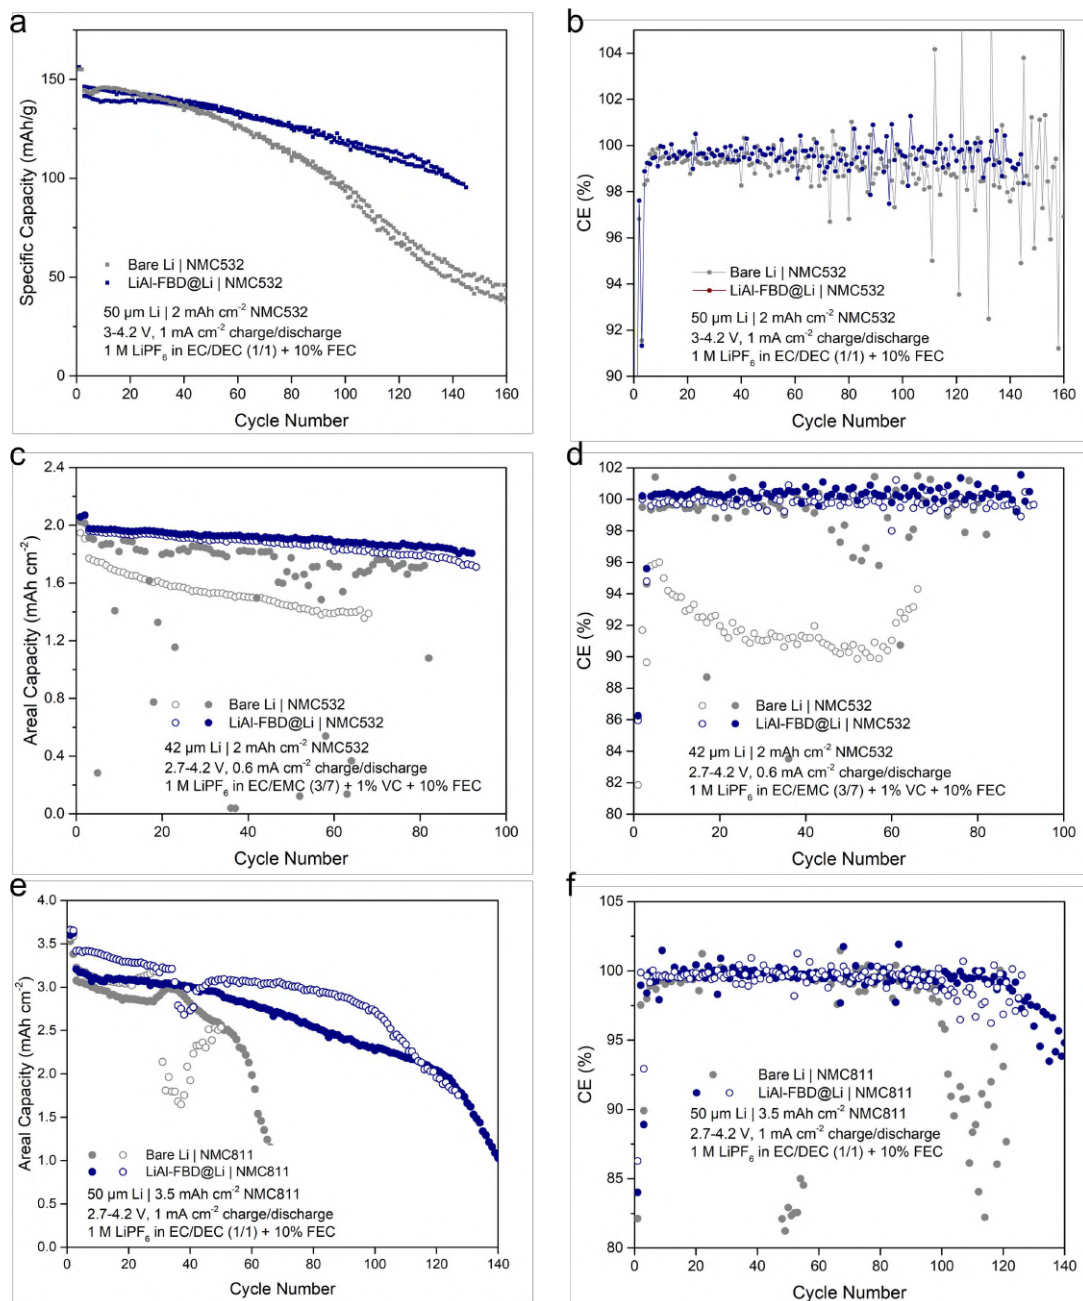 a
150
100
50
0
Specific Capacity (mAh/g)
Bare Li | NMC532
LiAl-FBD@Li | NMC532
50 µm Li | 2 mAh cm⁻² NMC532
3-4.2 V, 1 mA cm⁻² charge/discharge
1 M LiPF₆ in EC/DEC (1/1) + 10% FEC
0 20 40 60 80 100 120 140 160
Cycle Number
b
104
102
100
98
96
94
92
90
CE (%)
Bare Li | NMC532
LiAl-FBD@Li | NMC532
50 µm Li | 2 mAh cm⁻² NMC532
3-4.2 V, 1 mA cm⁻² charge/discharge
1 M LiPF₆ in EC/DEC (1/1) + 10% FEC
0 20 40 60 80 100 120 140 160
Cycle Number
c
2.4
2.0
1.6
1.2
0.8
0.4
0.0
Areal Capacity (mAh cm⁻²)
Bare Li | NMC532
LiAl-FBD@Li | NMC532
42 µm Li | 2 mAh cm⁻² NMC532
2.7-4.2 V, 0.6 mA cm⁻² charge/discharge
1 M LiPF₆ in EC/EMC (3/7) + 1% VC + 10% FEC
0 20 40 60 80 100
Cycle Number
d
102
100
98
96
94
92
90
88
86
84
82
80
CE (%)
Bare Li | NMC532
LiAl-FBD@Li | NMC532
42 µm Li | 2 mAh cm⁻² NMC532
2.7-4.2 V, 0.6 mA cm⁻² charge/discharge
1 M LiPF₆ in EC/EMC (3/7) + 1% VC + 10% FEC
0 20 40 60 80 100
Cycle Number
e
4.0
3.5
3.0
2.5
2.0
1.5
1.0
0.0
Areal Capacity (mAh cm⁻²)
Bare Li | NMC811
LiAl-FBD@Li | NMC811
50 µm Li | 3.5 mAh cm⁻² NMC811
2.7-4.2 V, 1 mA cm⁻² charge/discharge
1 M LiPF₆ in EC/DEC (1/1) + 10% FEC
0 20 40 60 80 100 120 140
Cycle Number
f
105
100
95
90
85
80
CE (%)
Bare Li | NMC811
LiAl-FBD@Li | NMC811
50 µm Li | 3.5 mAh cm⁻² NMC811
2.7-4.2 V, 1 mA cm⁻² charge/discharge
1 M LiPF₆ in EC/DEC (1/1) + 10% FEC
0 20 40 60 80 100 120 140
Cycle Number